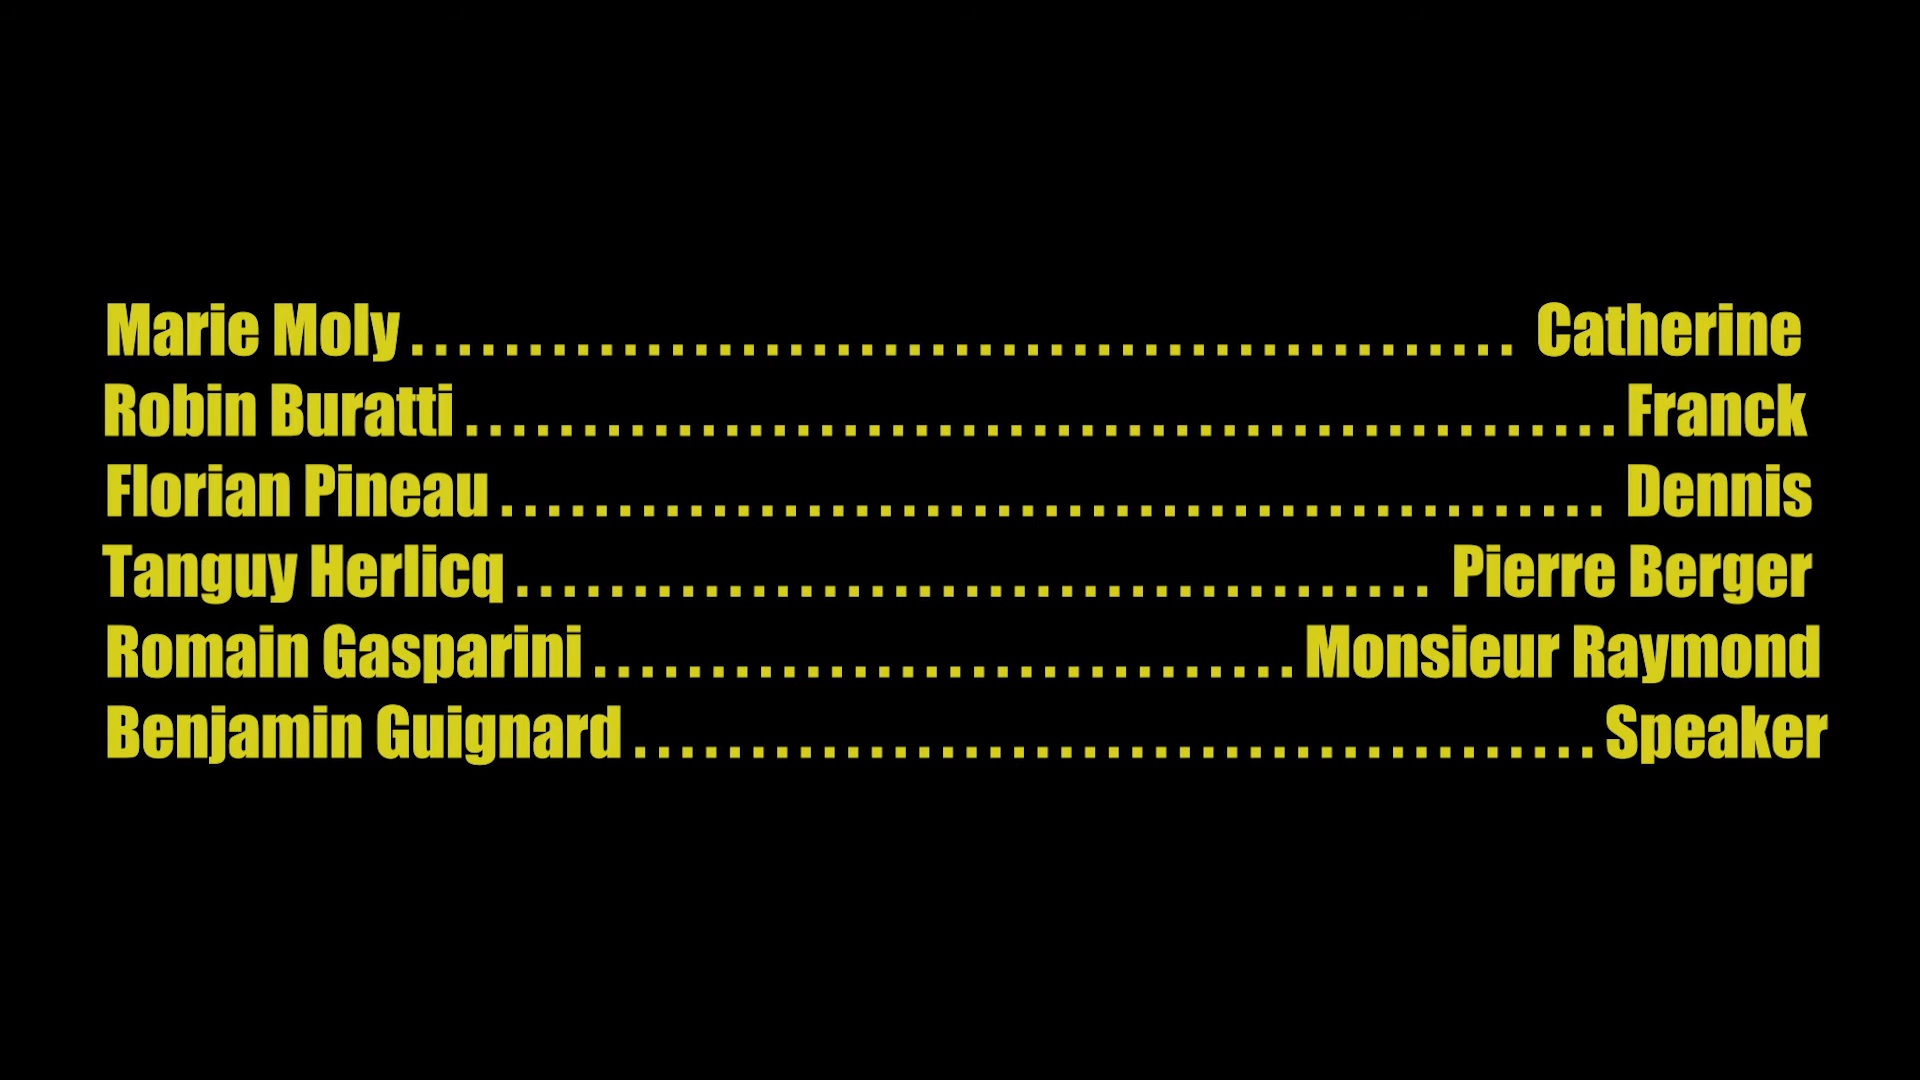 Marie Moly............................................... Catherine
Robin Buratti.................................................Franck
Florian Pineau............................................... Dennis
Tanguy Herlicq....................................... Pierre Berger
Romain Gasparini..............................Monsieur Raymond
Benjamin Guignard.........................................Speaker